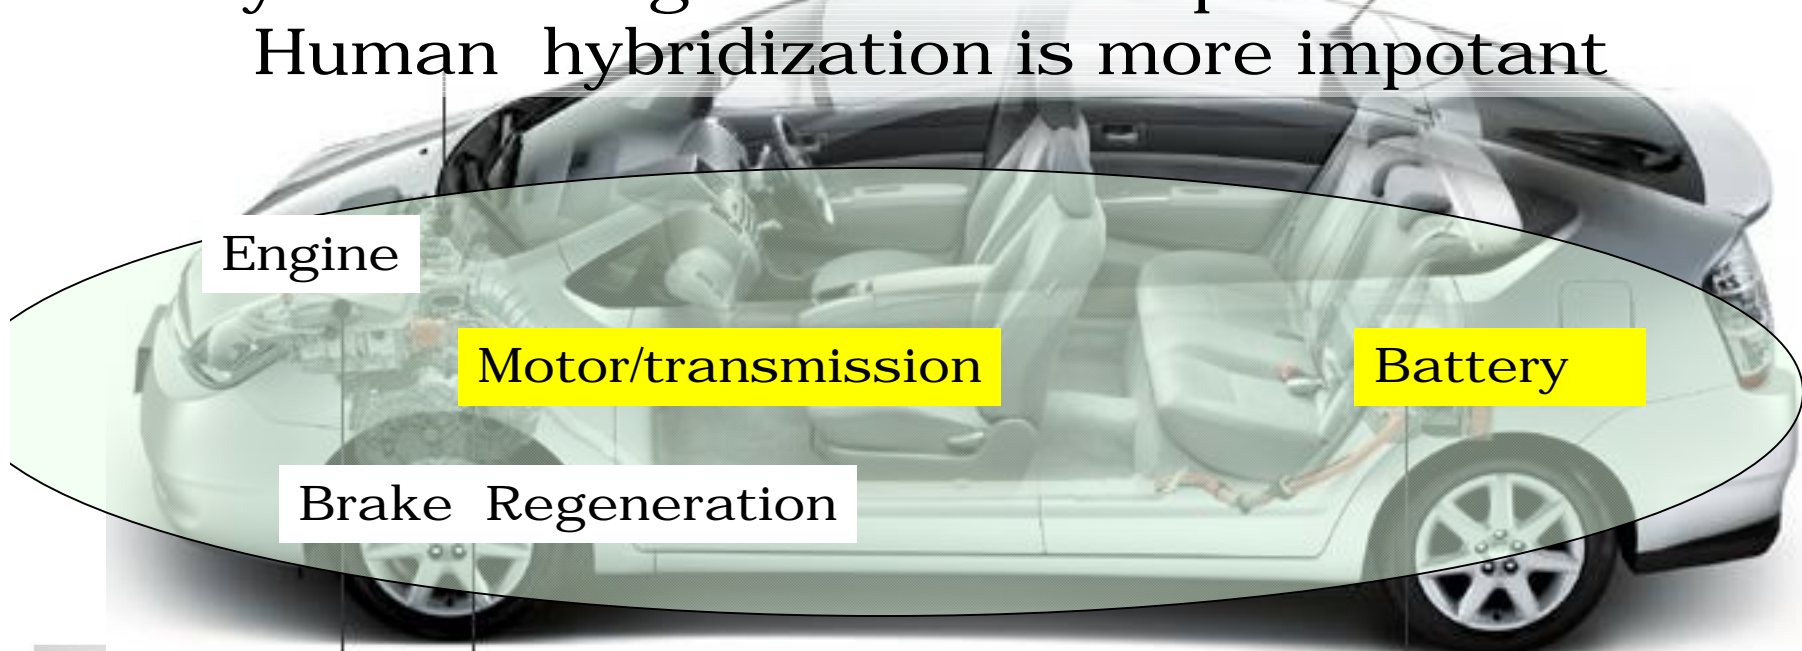 Human hybridization is more impotant
Engine
Motor/transmission
Battery
Brake Regeneration